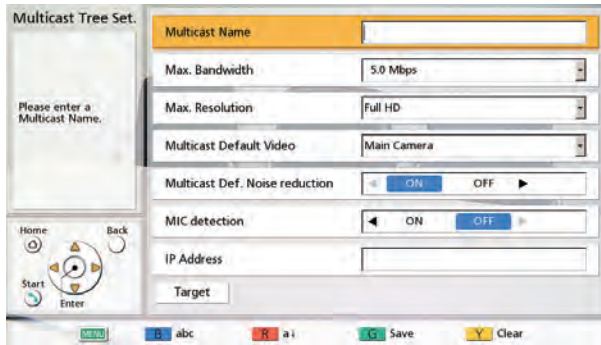 Multicast Tree Set.
Please enter a
Multicast Name.
Multicast Name
Max. Bandwidth 5.0 Mbps
Max. Resolution Full HD
Multicast Default Video Main Camera
Multicast Def. Noise reduction ON OFF
MIC detection ON OFF
IP Address
Target
Home Back
Start
Enter
MENU B abc R a↓ G Save Y Clear